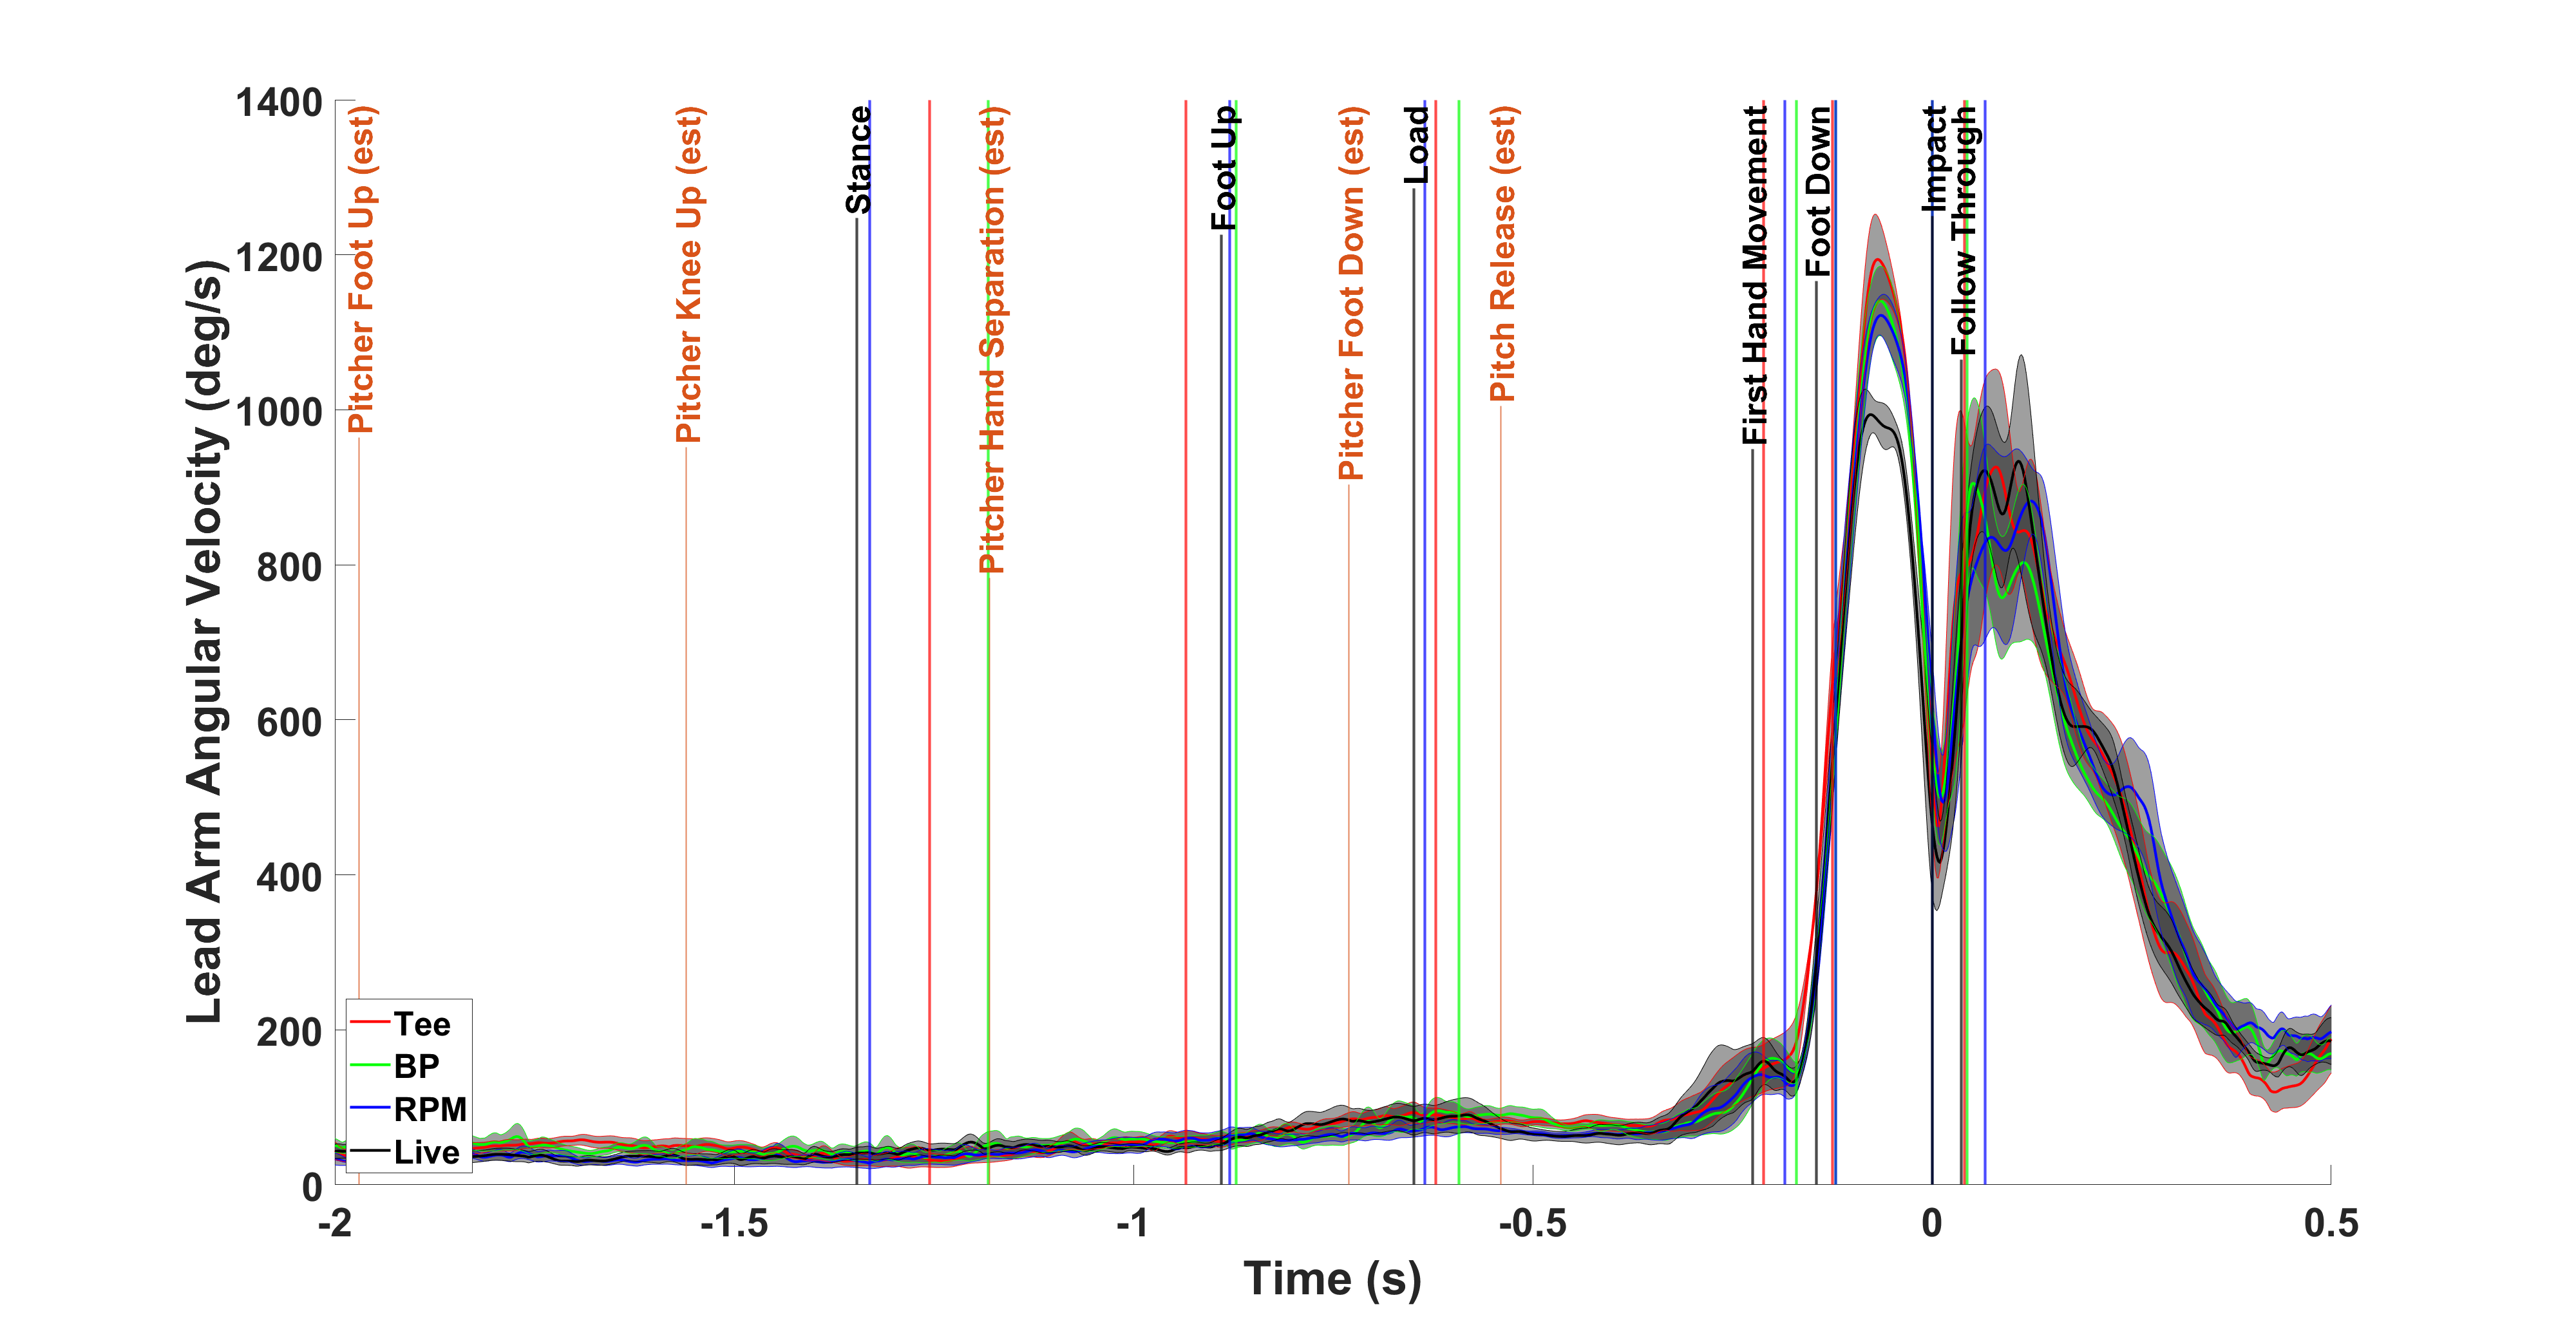 Lead Arm Angular Velocity (deg/s)
1400
1200
1000
800
600
400
200
0
Pitcher Foot Up (est)
Pitcher Knee Up (est)
Stance
Pitcher Hand Separation (est)
Foot Up
Pitcher Foot Down (est)
Load
Pitch Release (est)
First Hand Movement
Foot Down
Impact
Follow Through
Tee
BP
RPM
Live
-2
-1.5
-1
-0.5
0
0.5
Time (s)